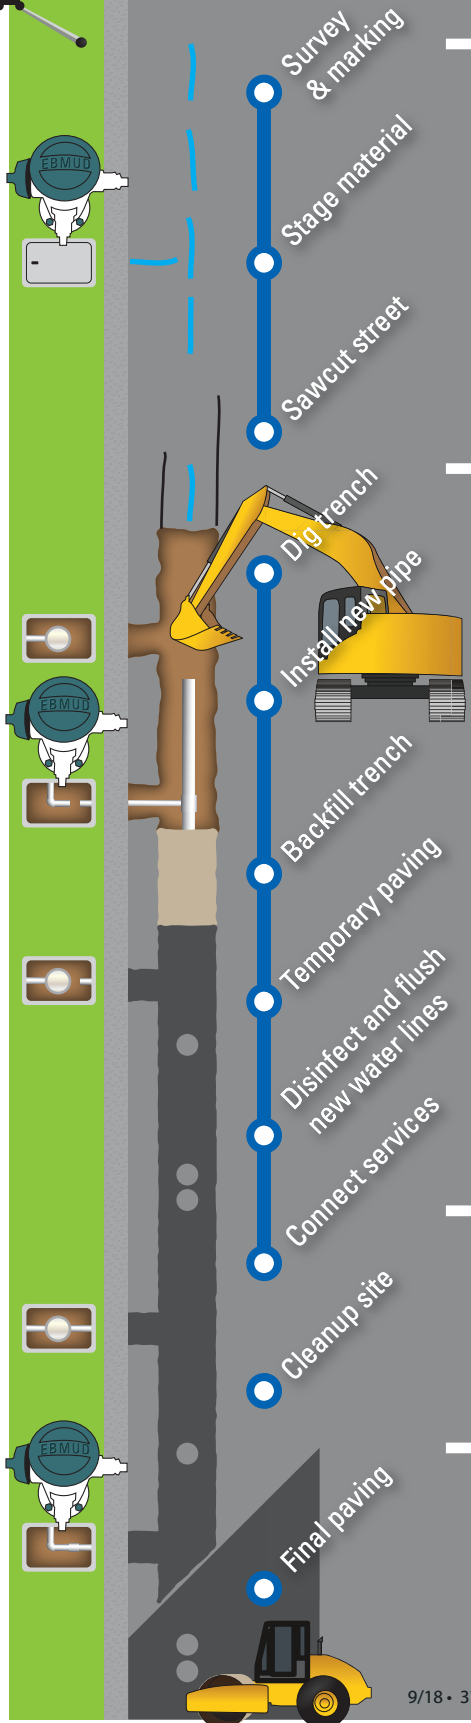 Survey
& marking
EBMUD
Stage material
Sawcut street
Dig trench
Install new pipe
EBMUD
Backfill trench
Temporary paving
Disinfect and flush
new water lines
Connect services
Cleanup site
EBMUD
Final paving
9/18 • 3